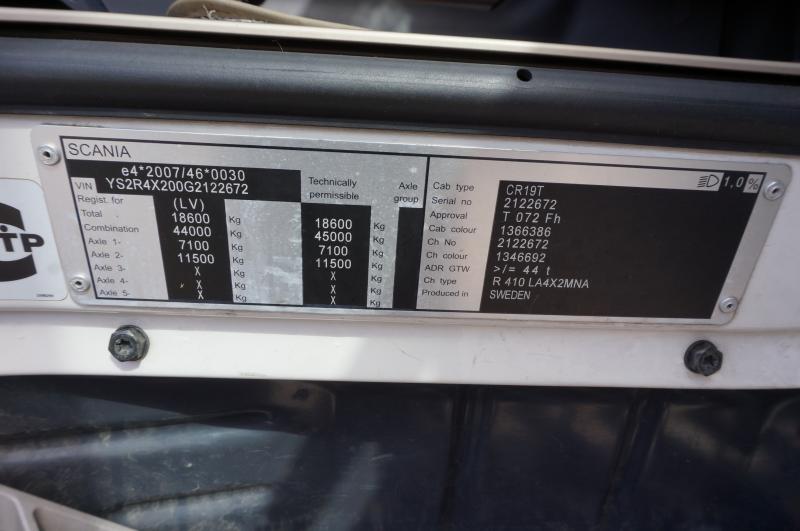 SCANIA
e4*2007/46*0030
VIN YS2R4X200G2122672
Regist. for (LV) Technically permissible Axle group
Total 18600 Kg 18600 Kg
Combination 44000 Kg 45000 Kg
Axle 1- 7100 Kg 7100 Kg
Axle 2- 11500 Kg 11500 Kg
Axle 3- X Kg X Kg
Axle 4- X Kg X Kg
Axle 5- X Kg X Kg
1.0 %
Cab type CR19T
Serial no 2122672
Approval T 072 Fh
Cab colour 1366386
Ch No 2122672
Ch colour 1346692
ADR GTW >/= 44 t
Ch type R 410 LA4X2MNA
Produced in SWEDEN
TP